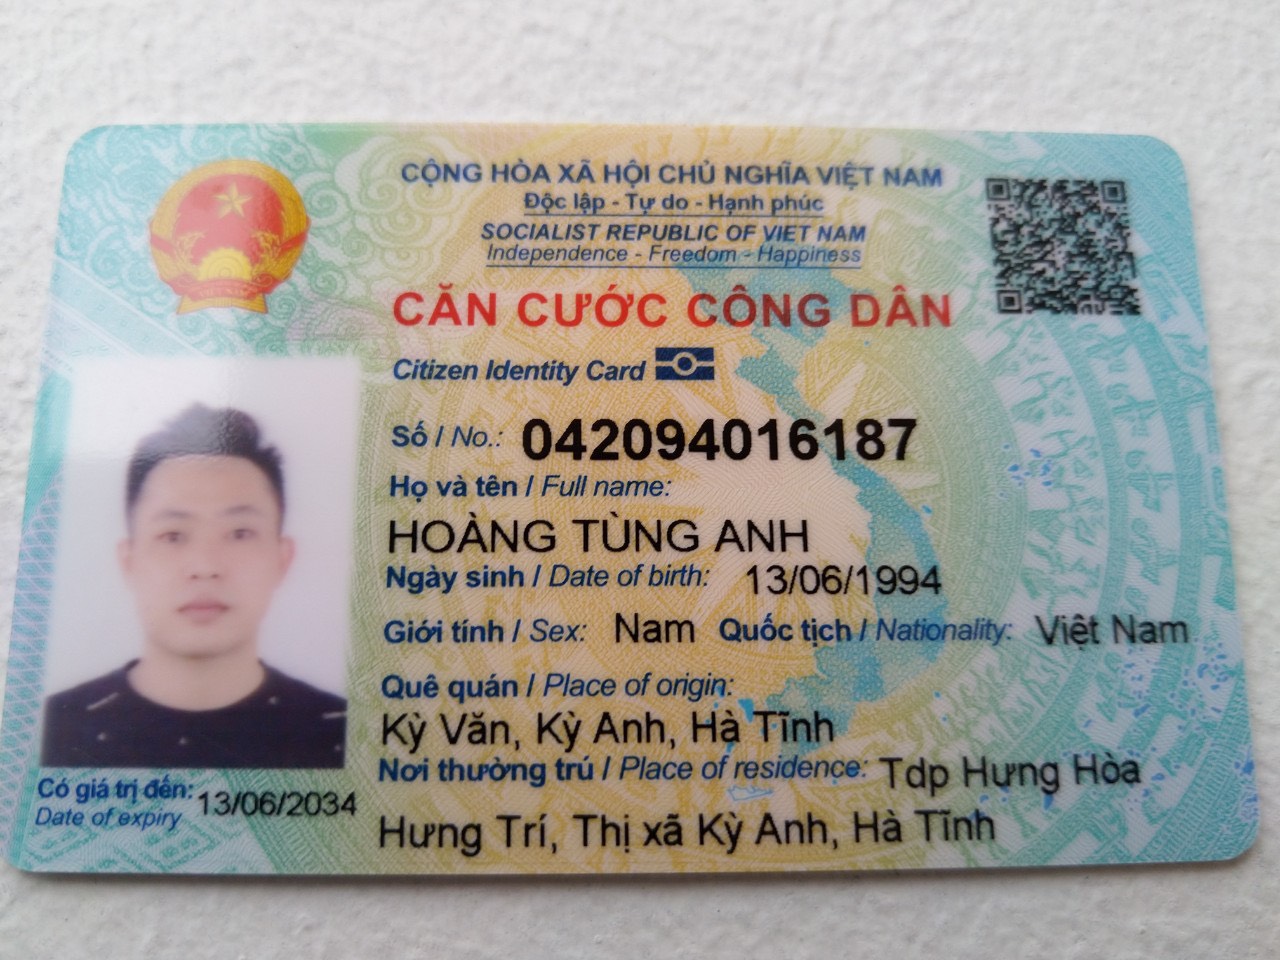 CỘNG HÒA XÃ HỘI CHỦ NGHĨA VIỆT NAM
Độc lập - Tự do - Hạnh phúc
SOCIALIST REPUBLIC OF VIET NAM
Independence - Freedom - Happiness
CĂN CƯỚC CÔNG DÂN
Citizen Identity Card
Số / No.: 042094016187
Họ và tên / Full name:
HOÀNG TÙNG ANH
Ngày sinh / Date of birth: 13/06/1994
Giới tính / Sex: Nam Quốc tịch / Nationality: Việt Nam
Quê quán / Place of origin:
Kỳ Văn, Kỳ Anh, Hà Tĩnh
Nơi thường trú / Place of residence: Tdp Hưng Hòa
Hưng Trí, Thị xã Kỳ Anh, Hà Tĩnh
Có giá trị đến: 13/06/2034
Date of expiry